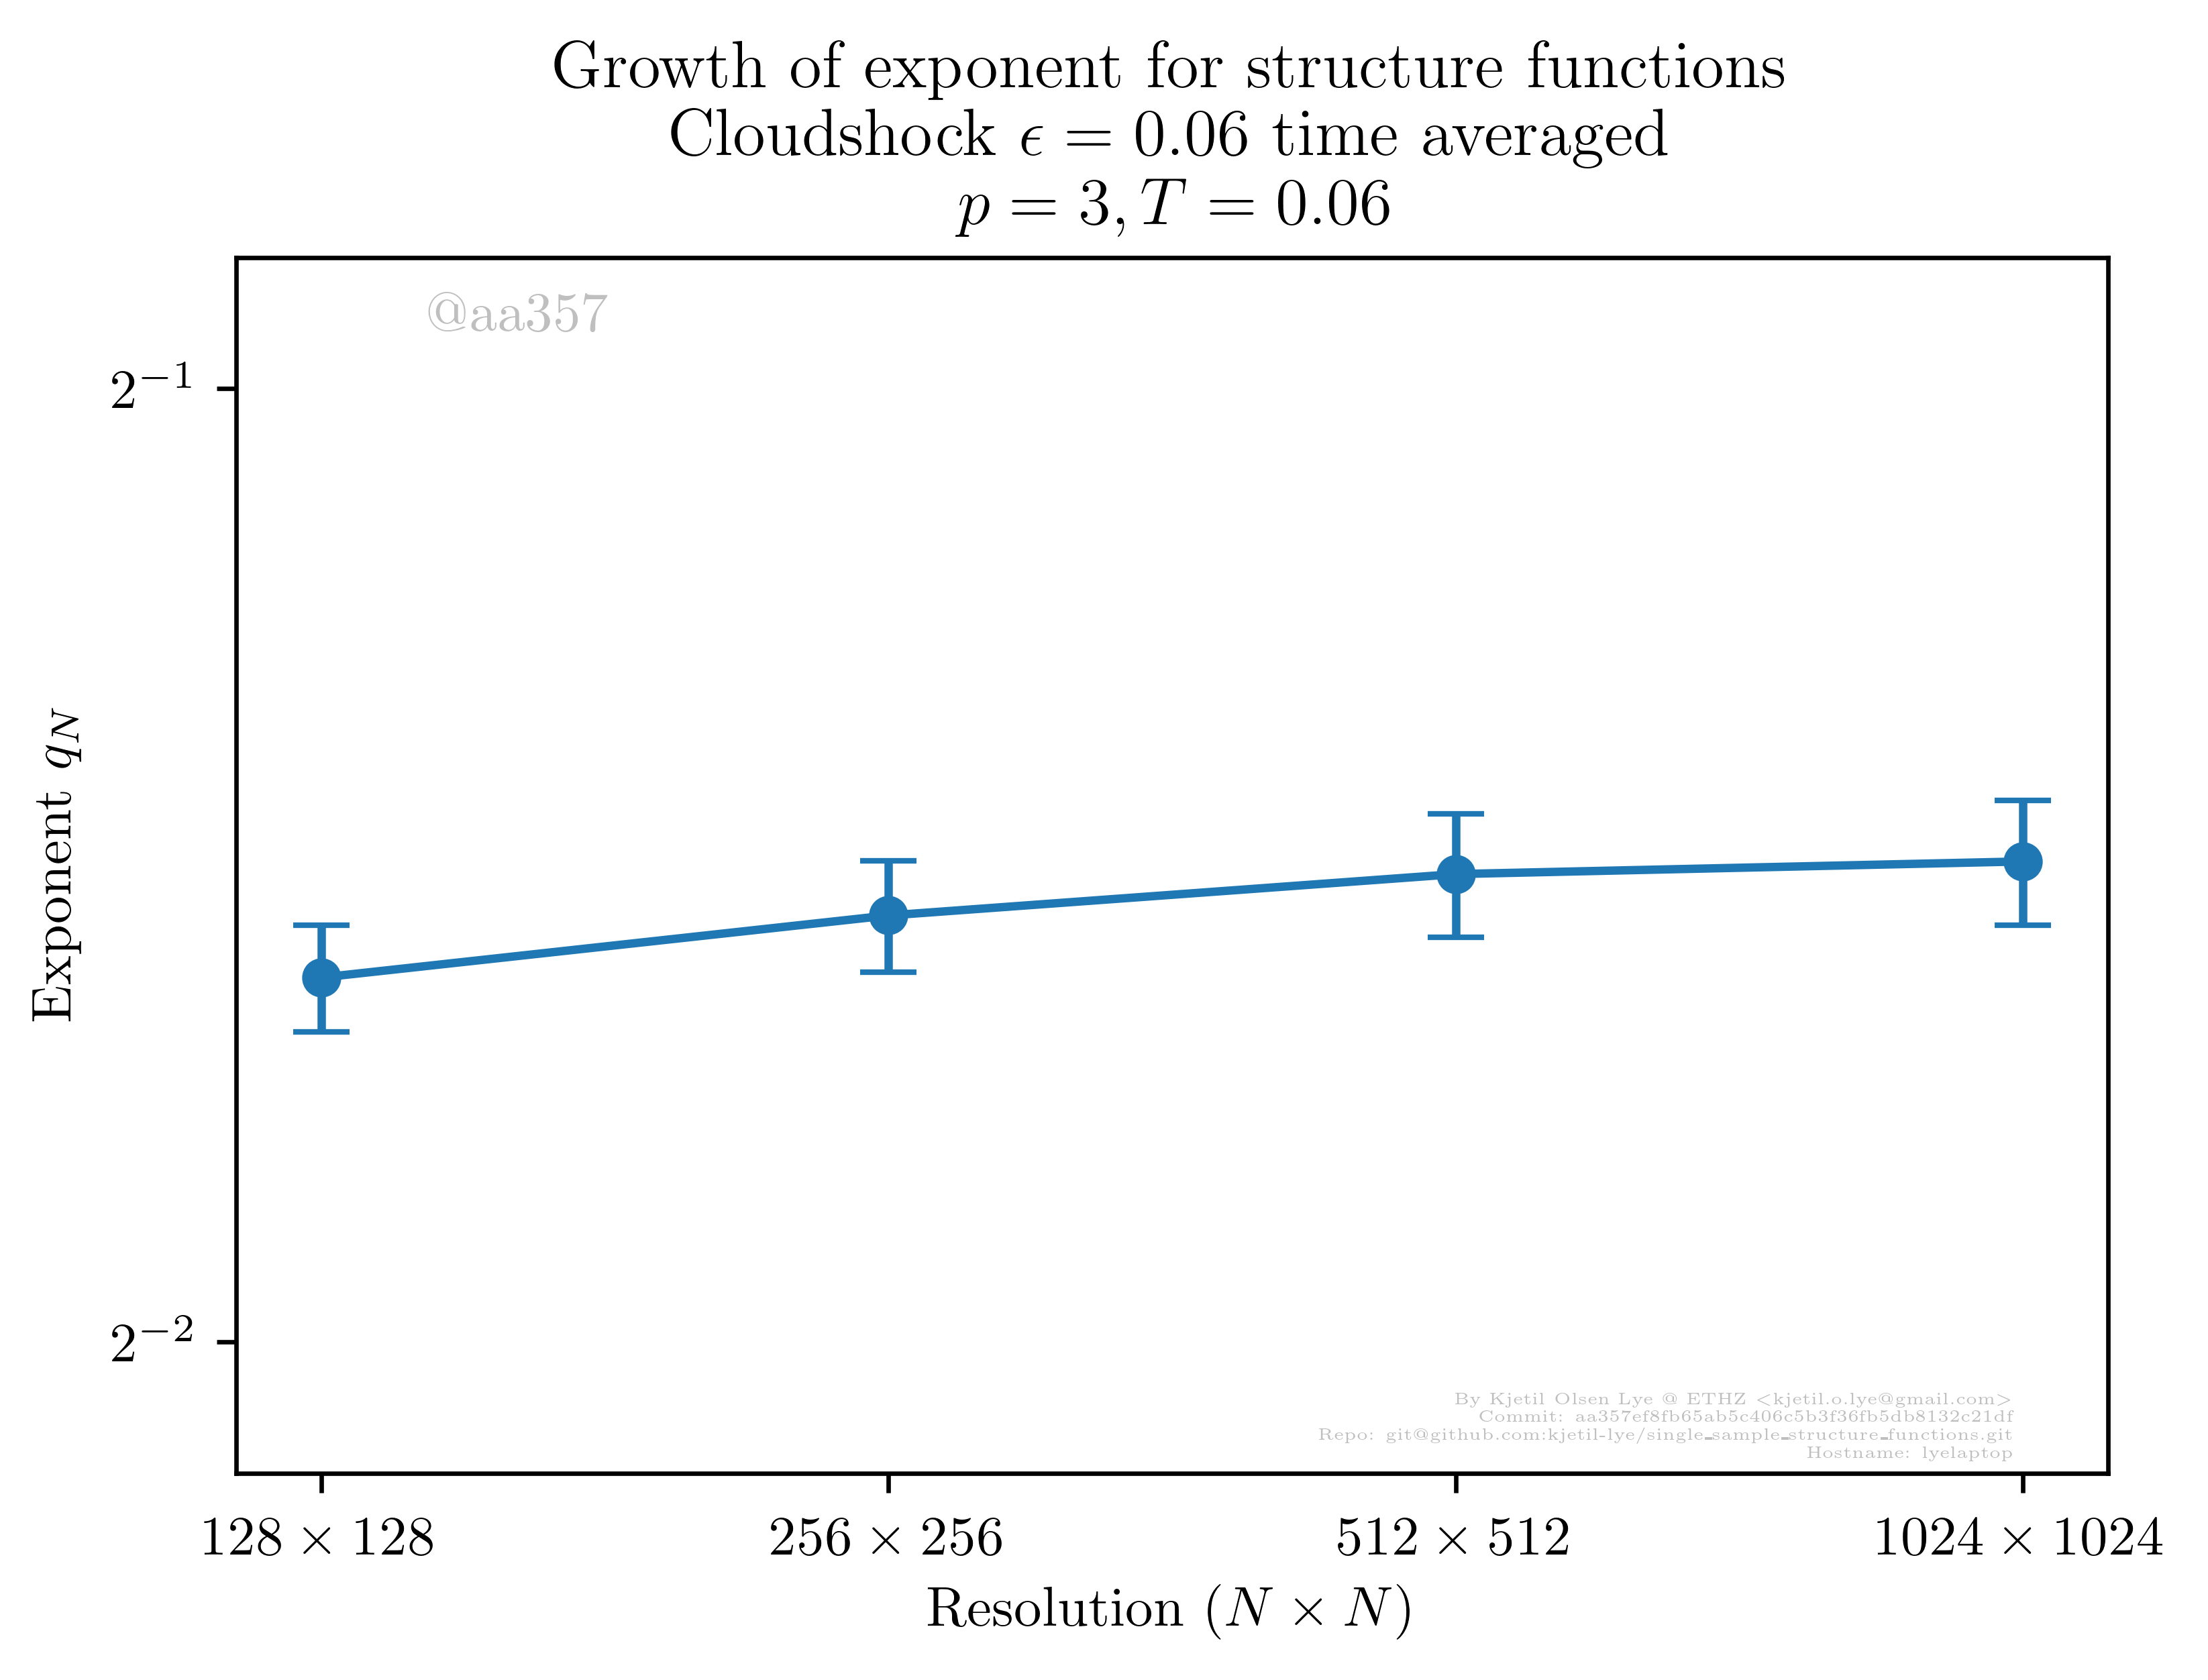 Growth of exponent for structure functions
Cloudshock ϵ = 0.06 time averaged
p = 3, T = 0.06
@aa357
2⁻¹
Exponent q_N
2⁻²
By Kjetil Olsen Lye @ ETHZ <kjetil.o.lye@gmail.com>
Commit: aa357ef8fb65ab5c406c5b3f36fb5db8132c21df
Repo: git@github.com:kjetil-lye/single_sample_structure_functions.git
Hostname: lyelaptop
128 × 128 256 × 256 512 × 512 1024 × 1024
Resolution (N × N)